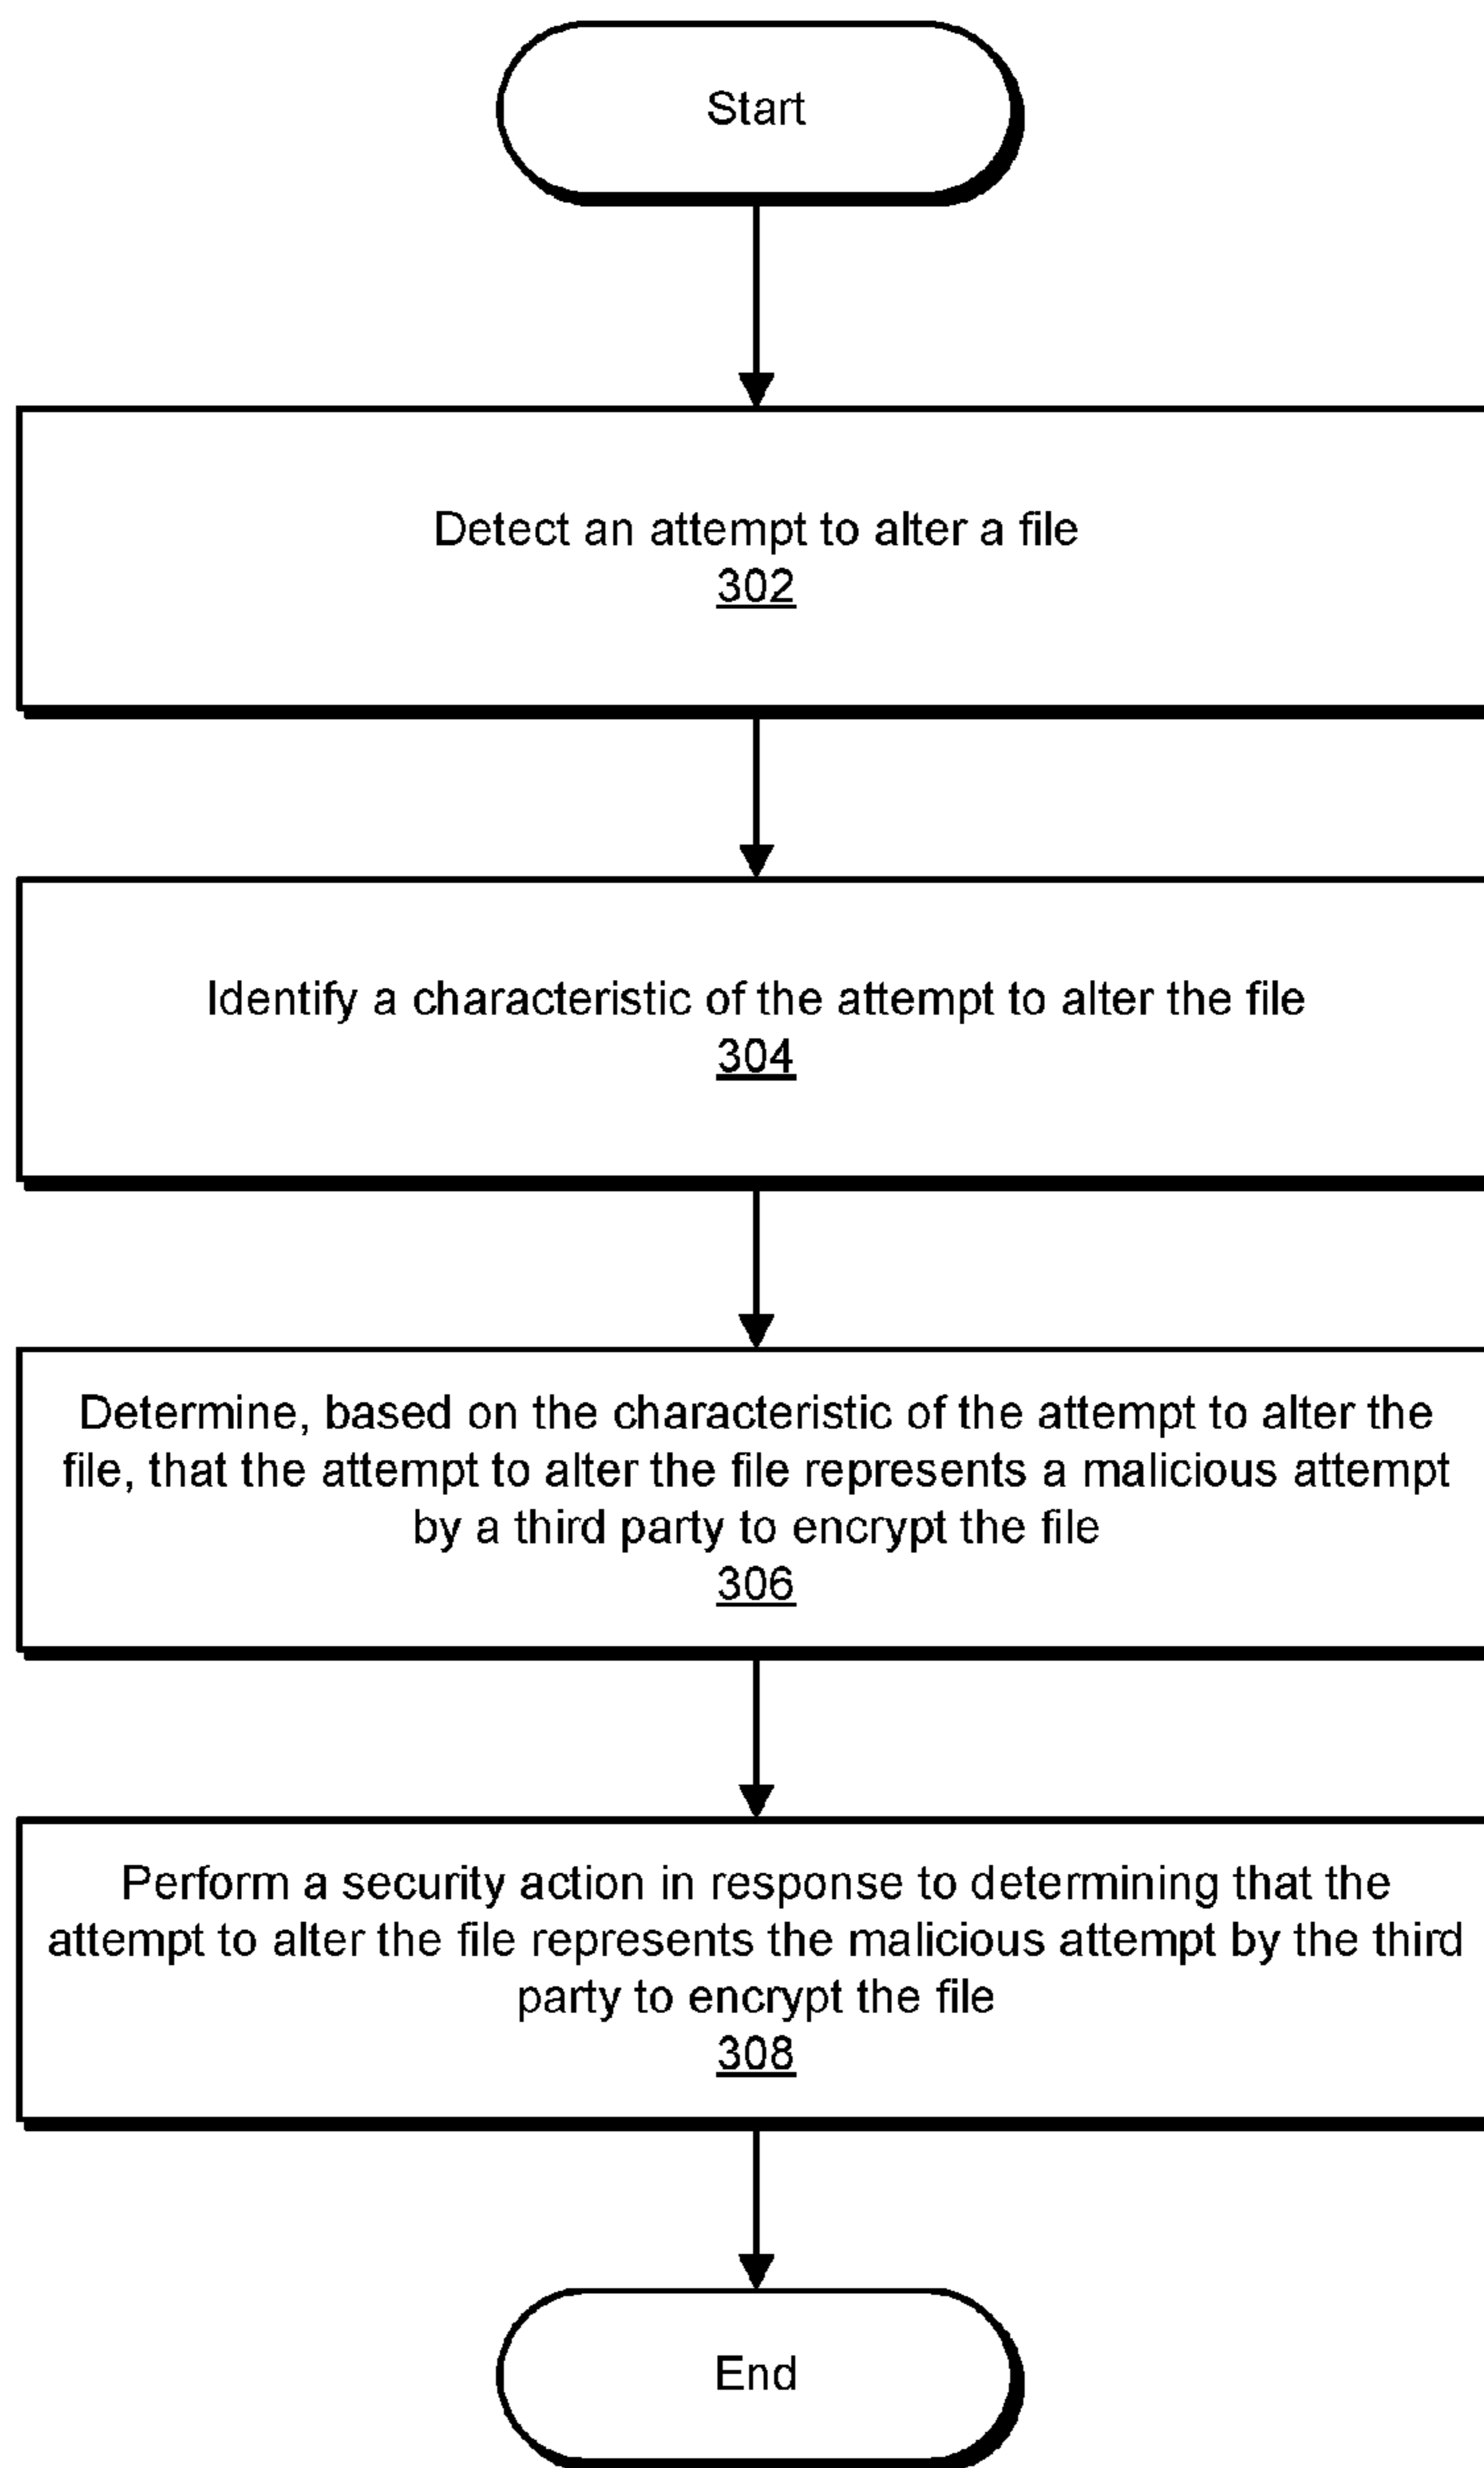 Start
Detect an attempt to alter a file
302
Identify a characteristic of the attempt to alter the file
304
Determine, based on the characteristic of the attempt to alter the
file, that the attempt to alter the file represents a malicious attempt
by a third party to encrypt the file
306
Perform a security action in response to determining that the
attempt to alter the file represents the malicious attempt by the third
party to encrypt the file
308
End